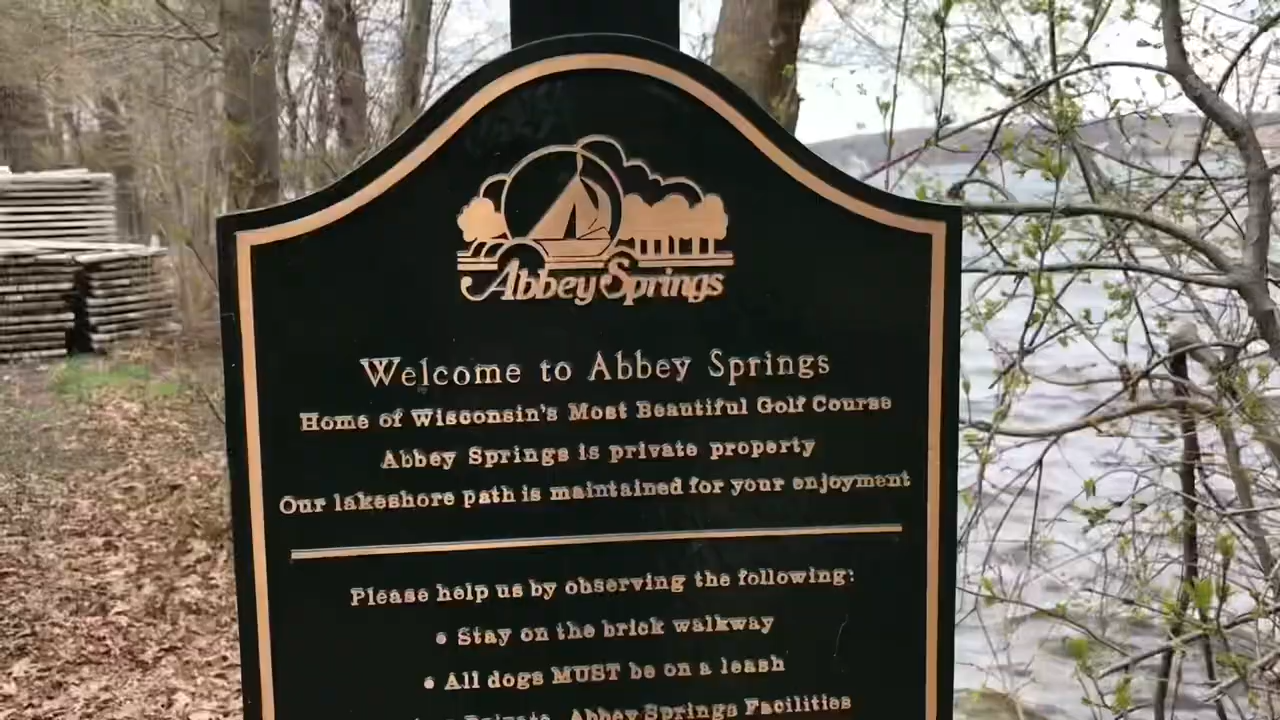 Abbey Springs
Welcome to Abbey Springs
Home of Wisconsin's Most Beautiful Golf Course
Abbey Springs is private property
Our lakeshore path is maintained for your enjoyment
Please help us by observing the following:
• Stay on the brick walkway
• All dogs MUST be on a leash
Private, Abbey Springs Facilities